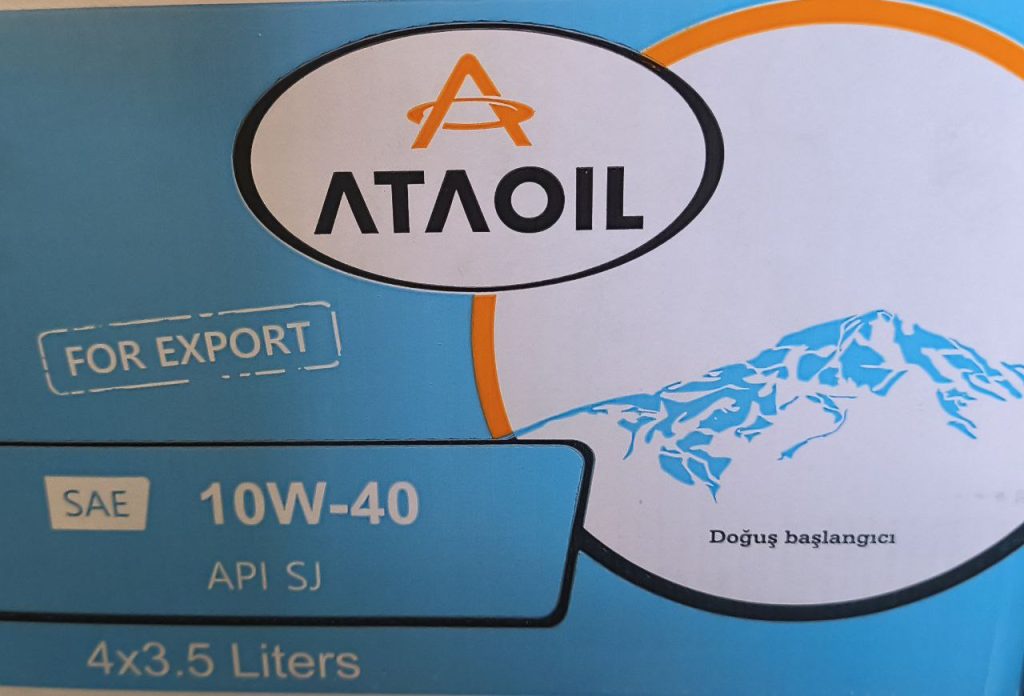 ATAOIL
FOR EXPORT
SAE 10W-40
API SJ
4x3.5 Liters
Doğuş başlangıcı